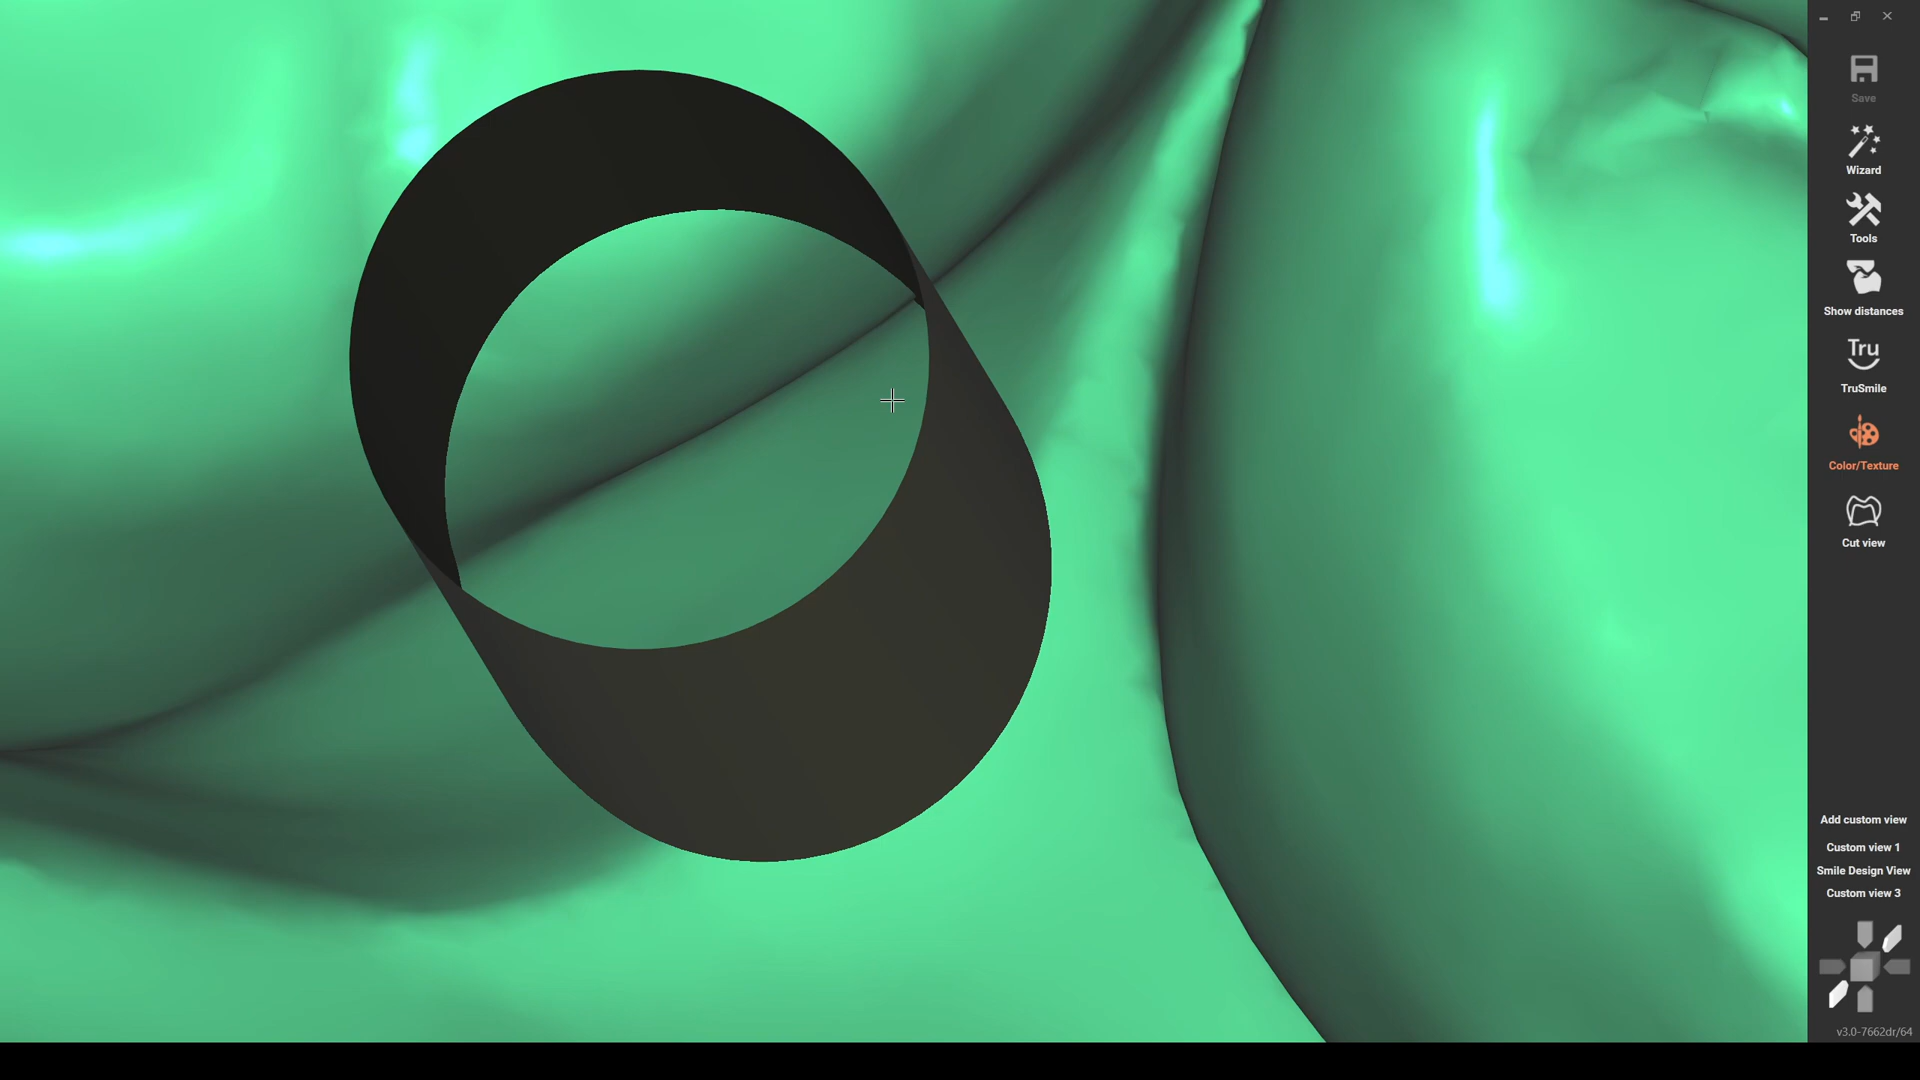 Save
Wizard
Tools
Show distances
Tru
TruSmile
Color/Texture
Cut view
Add custom view
Custom view 1
Smile Design View
Custom view 3
v3.0-7662dr/64